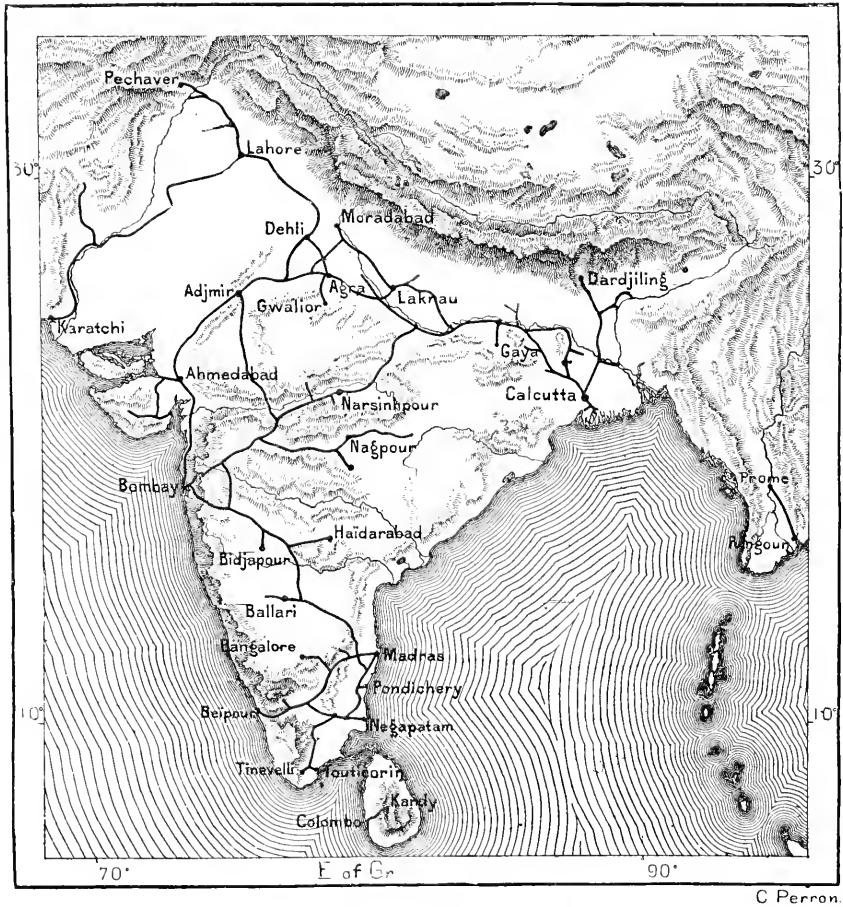 Pechaver
Lahore
30°
30°
Moradabad
Dehli
Dardjiling
Adjmir
Agra
Laknau
Gwalior
Karatchi
Gaya
Ahmedabad
Calcutta
Narsinhpour
Nagpour
Bombay
Prome
Haïdarabad
Rangoun
Bidjapour
Ballari
Bangalore
Madras
Pondichery
Beipour
10°
10°
Negapatam
Tinevelli
Touticorin
Kandy
Colombo
70°
E of Gr
90°
C Perron.